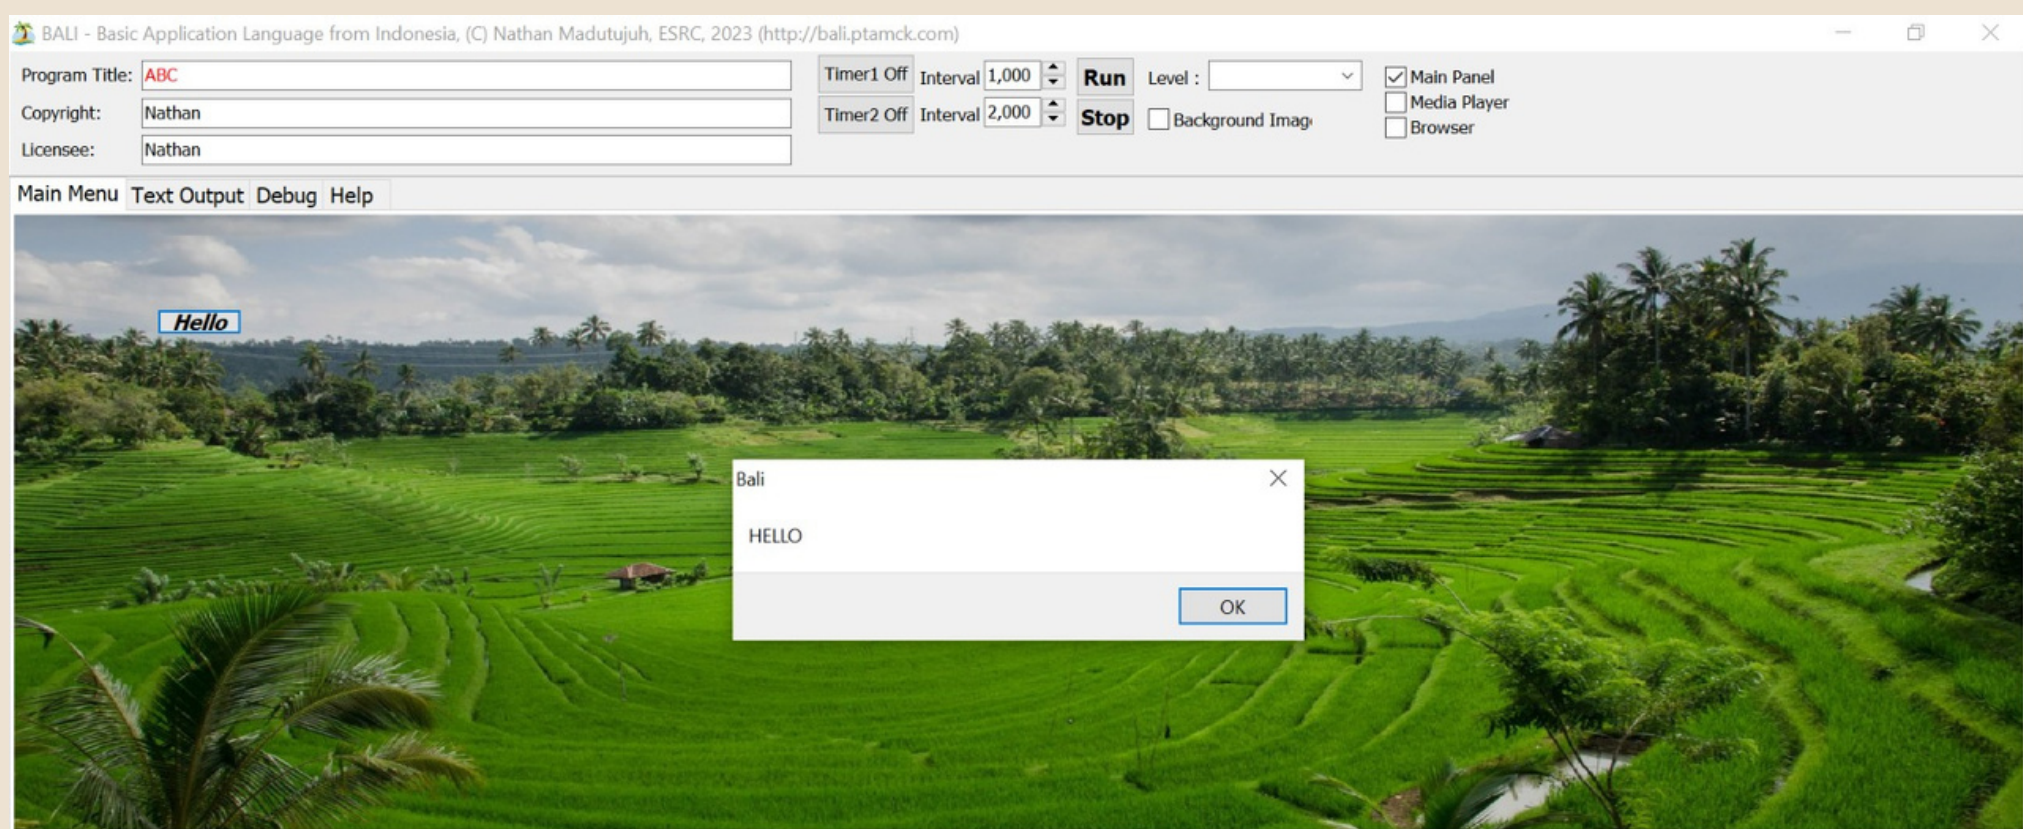 BALI - Basic Application Language from Indonesia, (C) Nathan Madutujuh, ESRC, 2023 (http://bali.ptamck.com)
Program Title: ABC
Copyright: Nathan
Licensee: Nathan
Timer1 Off Interval 1,000 Run Level :
Timer2 Off Interval 2,000 Stop Background Imag
Main Panel
Media Player
Browser
Main Menu Text Output Debug Help
Hello
Bali
HELLO
OK